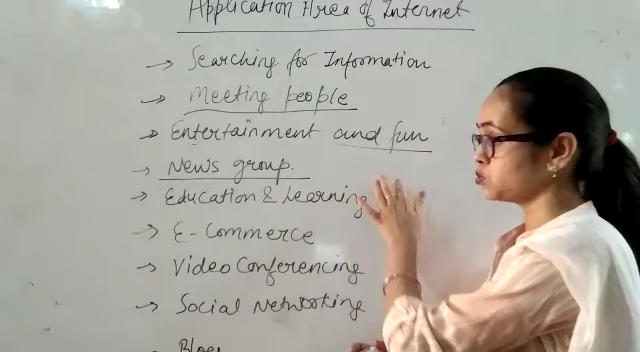 Application Area of Internet
→ Searching for Information
→ Meeting people
→ Entertainment and fun
→ News group.
→ Education & Learning
→ E-Commerce
→ Video Conferencing
→ Social Networking